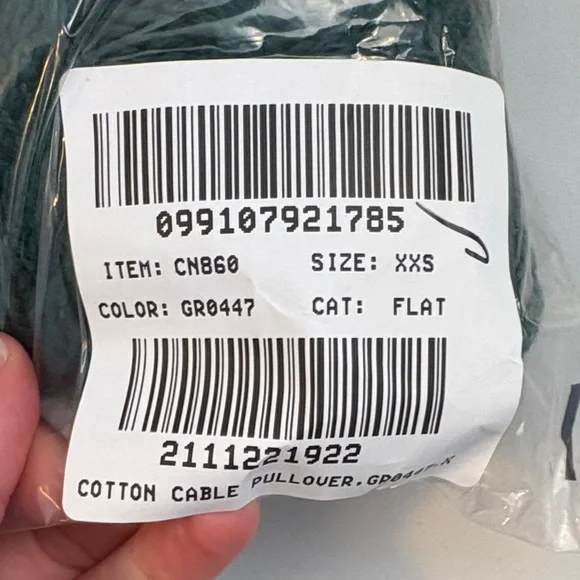 099107921785
ITEM: CN860 SIZE: XXS
COLOR: GR0447 CAT: FLAT
2111221922
COTTON CABLE PULLOVER,